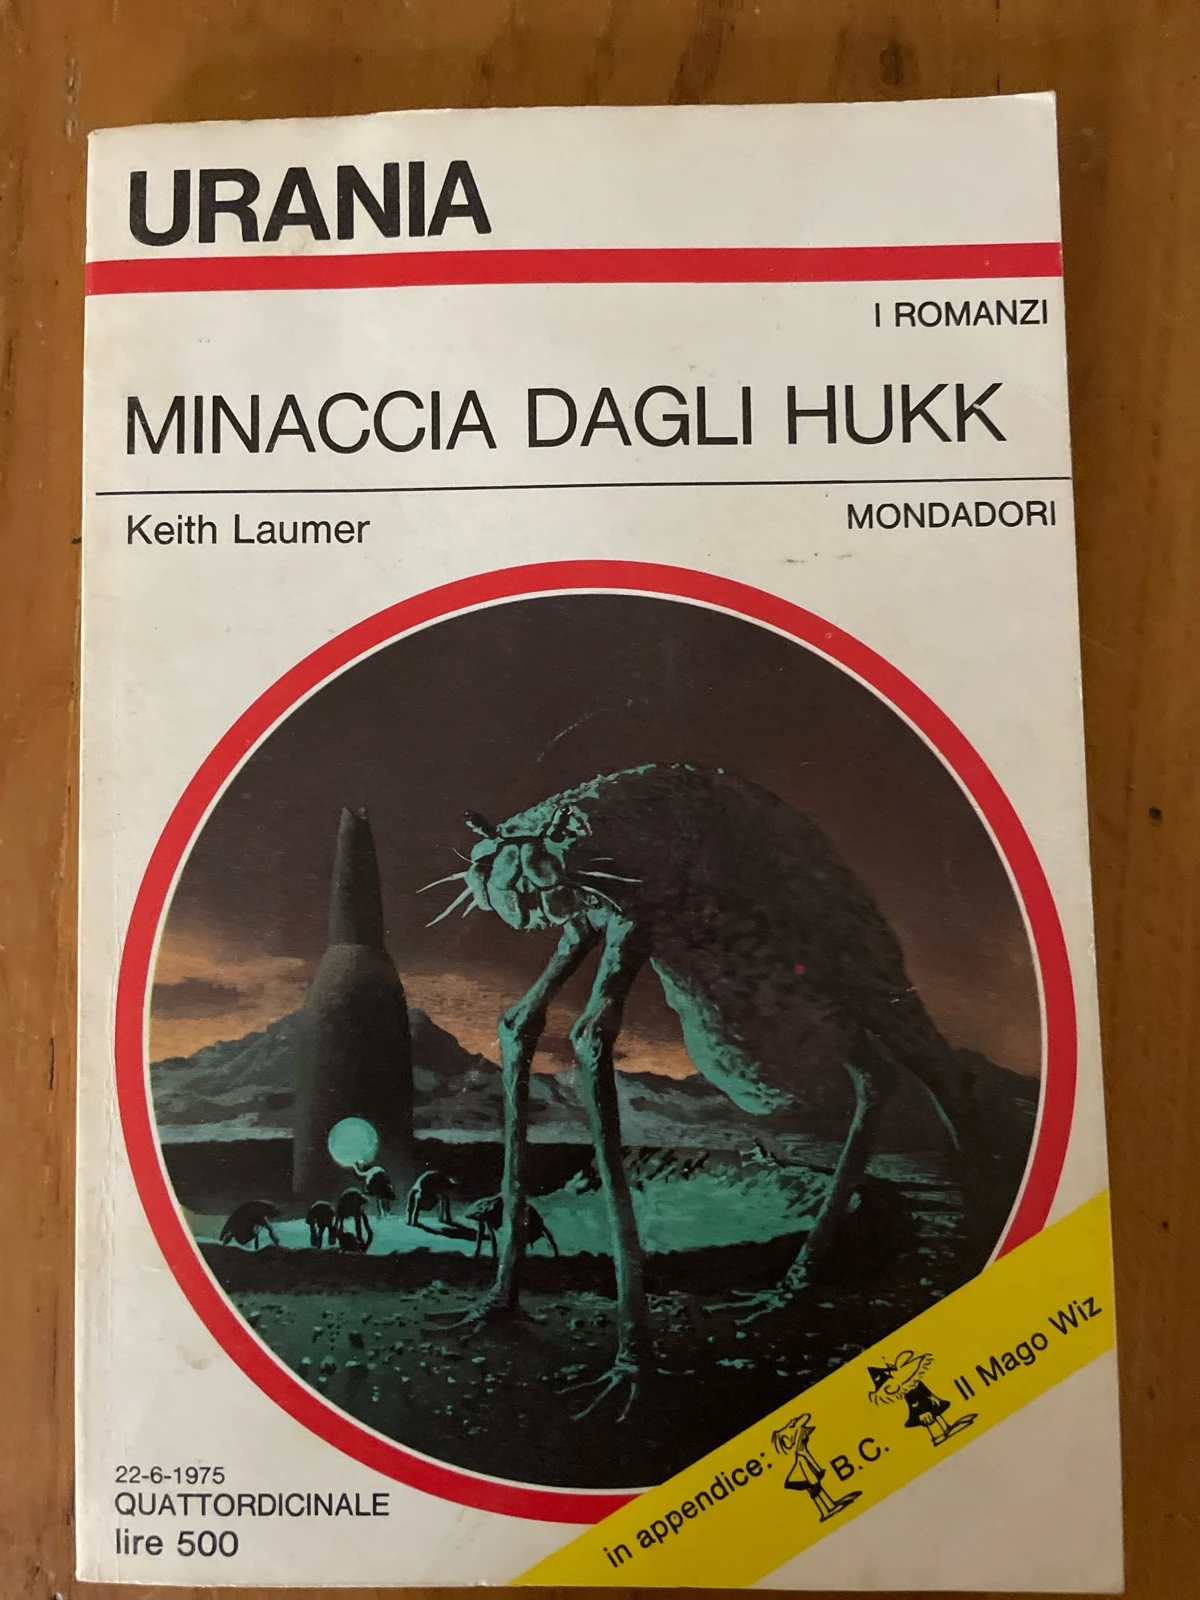 URANIA
I ROMANZI
MINACCIA DAGLI HUKK
Keith Laumer
MONDADORI
in appendice: B.C. Il Mago Wiz
22-6-1975
QUATTORDICINALE
lire 500